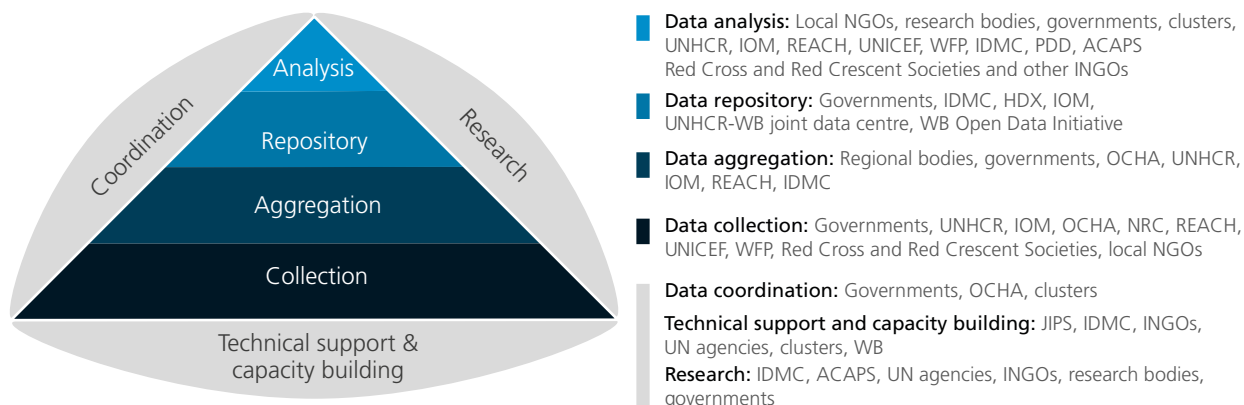 Analysis
Repository
Aggregation
Collection
Coordination
Research
Technical support &
capacity building
Data analysis: Local NGOs, research bodies, governments, clusters,
UNHCR, IOM, REACH, UNICEF, WFP, IDMC, PDD, ACAPS
Red Cross and Red Crescent Societies and other INGOs
Data repository: Governments, IDMC, HDX, IOM,
UNHCR-WB joint data centre, WB Open Data Initiative
Data aggregation: Regional bodies, governments, OCHA, UNHCR,
IOM, REACH, IDMC
Data collection: Governments, UNHCR, IOM, OCHA, NRC, REACH,
UNICEF, WFP, Red Cross and Red Crescent Societies, local NGOs
Data coordination: Governments, OCHA, clusters
Technical support and capacity building: JIPS, IDMC, INGOs,
UN agencies, clusters, WB
Research: IDMC, ACAPS, UN agencies, INGOs, research bodies,
governments